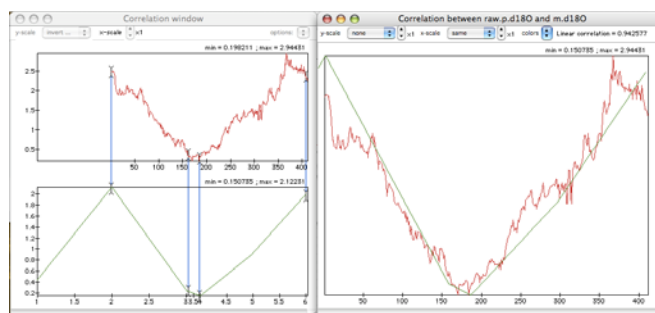 Correlation window
y-scale invert ... x-scale x1 options:
min = 0.198211 ; max = 2.94481
2.5
2
1.5
1
0.5
50 100 150 200 250 300 350 400
min = 0.150785 ; max = 2.12281
2
1.8
1.6
1.4
1.2
1
0.8
0.6
0.4
0.2
1 1.5 2 2.5 3 3.5 4 4.5 5 5.5 6
Correlation between raw.p.d18O and m.d18O
y-scale none x1 x-scale same x1 colors Linear correlation = 0.942577
min = 0.150785 ; max = 2.94481
50 100 150 200 250 300 350 400